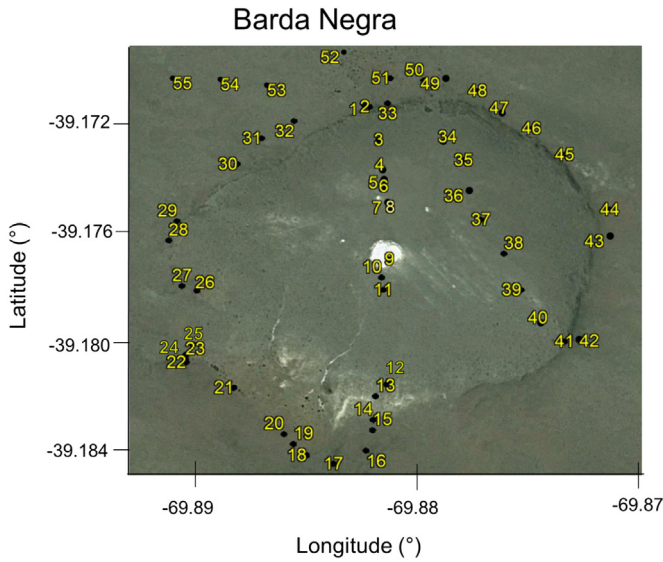 Barda Negra
52
55 54 53 51 50 49 48
1 2 33 47
-39.172 32 46
31 3 34 45
30 4 35
5 6 36
29 7 8 44
-39.176 28 37 43
38
9
10
27 26 11 39
Latitude (°)
25 40
-39.180 24 23 41 42
22
12
21 13
14 15
20 19
-39.184 18 17 16
-69.89 -69.88 -69.87
Longitude (°)